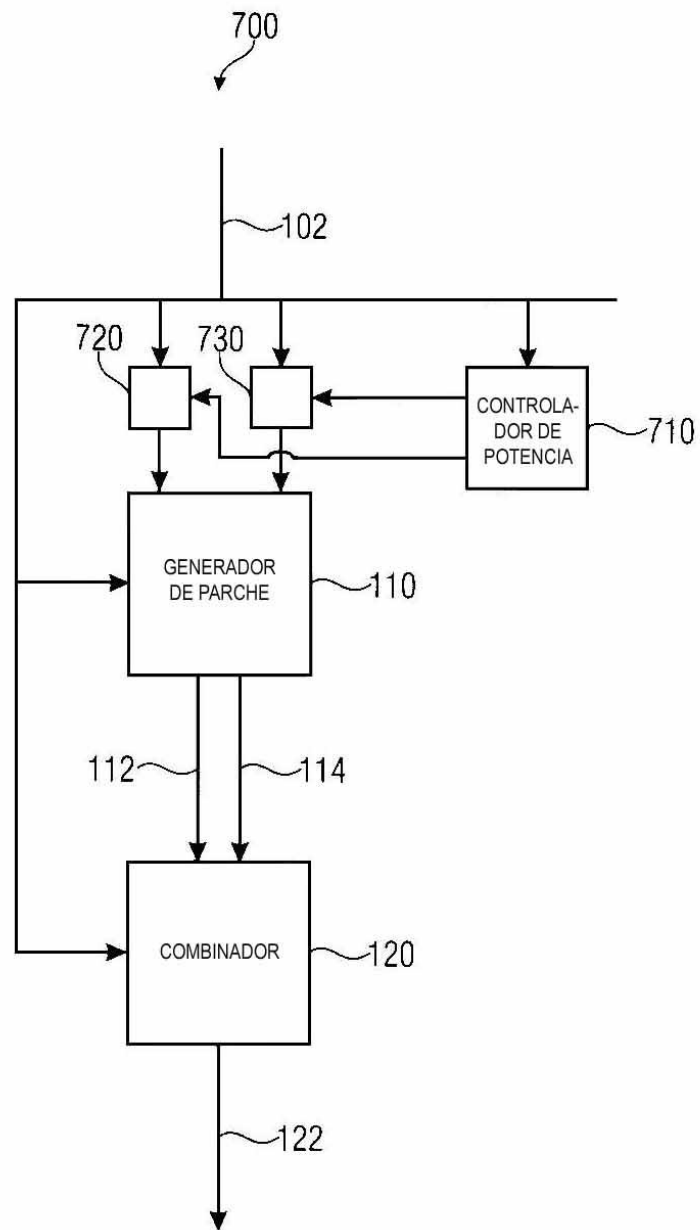 700
102
720
730
CONTROLA-
DOR DE
POTENCIA
710
GENERADOR
DE PARCHE
110
112
114
COMBINADOR
120
122